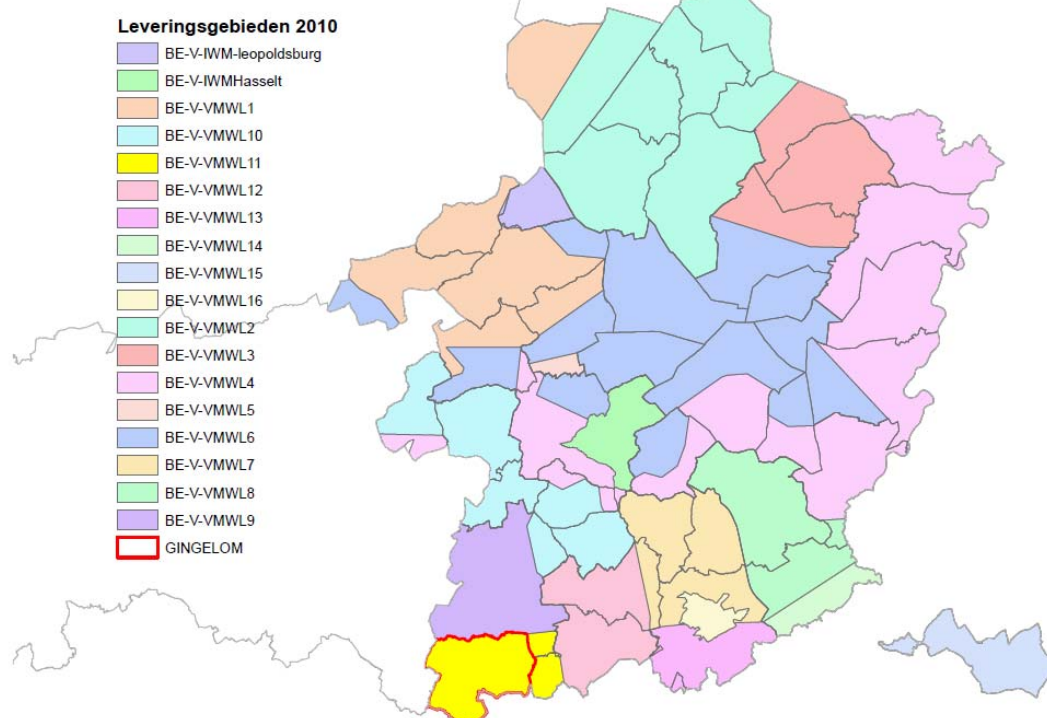 Leveringsgebieden 2010
BE-V-IWM-leopoldsburg
BE-V-IWMHasselt
BE-V-VMWL1
BE-V-VMWL10
BE-V-VMWL11
BE-V-VMWL12
BE-V-VMWL13
BE-V-VMWL14
BE-V-VMWL15
BE-V-VMWL16
BE-V-VMWL2
BE-V-VMWL3
BE-V-VMWL4
BE-V-VMWL5
BE-V-VMWL6
BE-V-VMWL7
BE-V-VMWL8
BE-V-VMWL9
GINGELOM